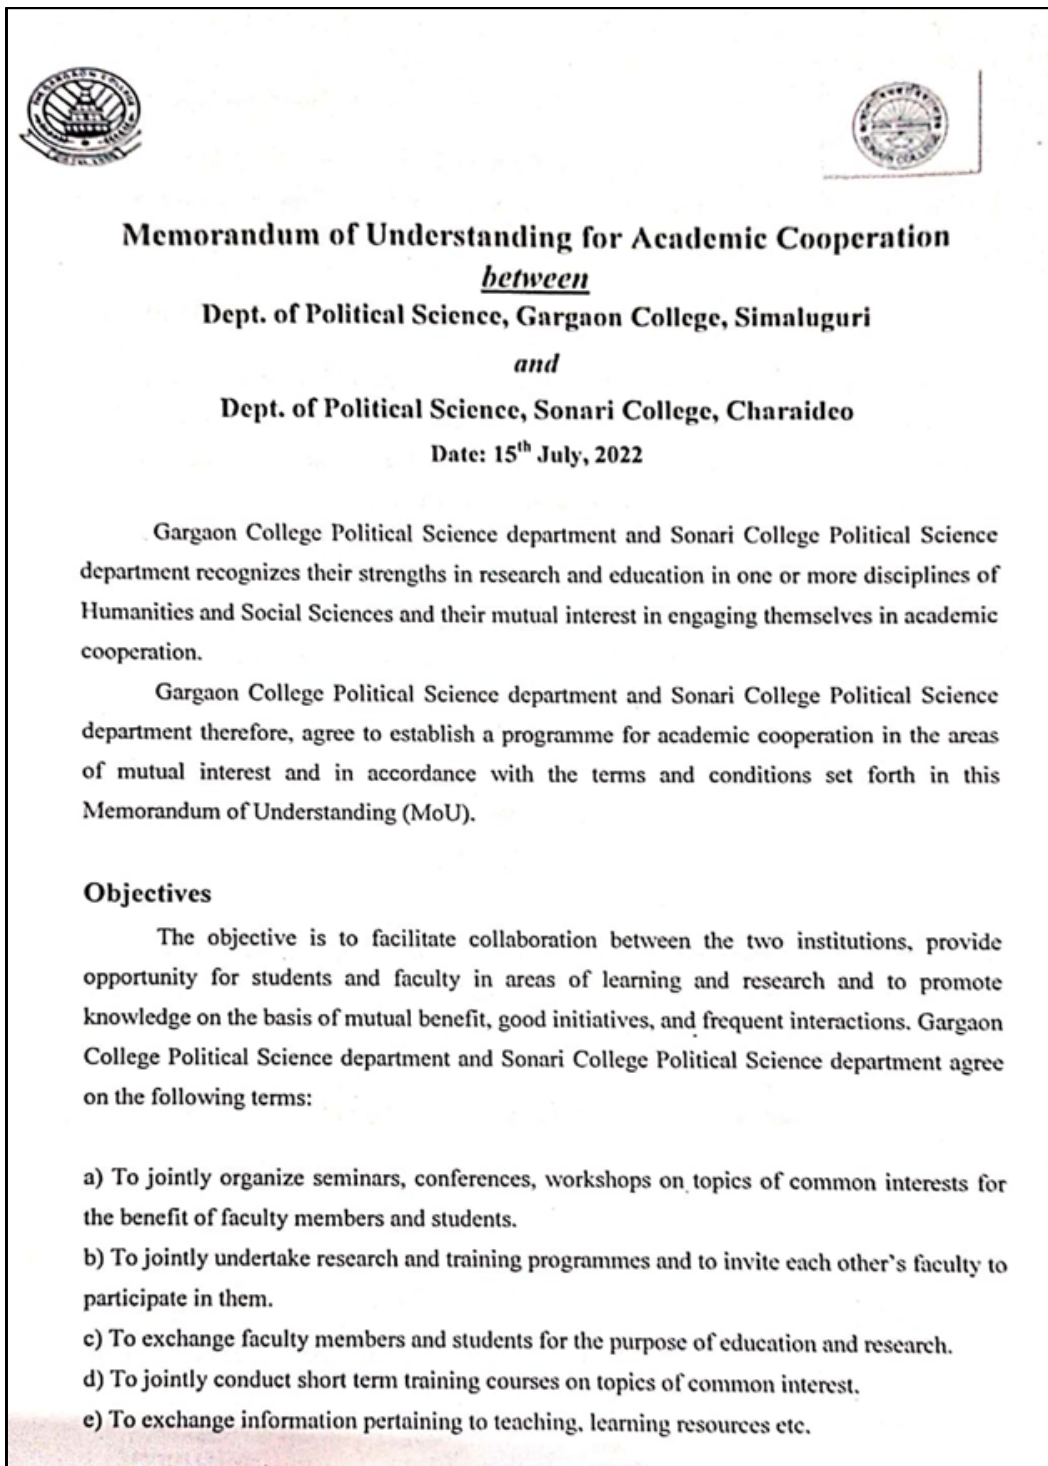 SONARI COLLEGE
Memorandum of Understanding for Academic Cooperation
between
Dept. of Political Science, Gargaon College, Simaluguri
and
Dept. of Political Science, Sonari College, Charaideo
Date: 15th July, 2022
Gargaon College Political Science department and Sonari College Political Science
department recognizes their strengths in research and education in one or more disciplines of
Humanities and Social Sciences and their mutual interest in engaging themselves in academic
cooperation.
Gargaon College Political Science department and Sonari College Political Science
department therefore, agree to establish a programme for academic cooperation in the areas
of mutual interest and in accordance with the terms and conditions set forth in this
Memorandum of Understanding (MoU).
Objectives
The objective is to facilitate collaboration between the two institutions, provide
opportunity for students and faculty in areas of learning and research and to promote
knowledge on the basis of mutual benefit, good initiatives, and frequent interactions. Gargaon
College Political Science department and Sonari College Political Science department agree
on the following terms:
a) To jointly organize seminars, conferences, workshops on topics of common interests for
the benefit of faculty members and students.
b) To jointly undertake research and training programmes and to invite each other's faculty to
participate in them.
c) To exchange faculty members and students for the purpose of education and research.
d) To jointly conduct short term training courses on topics of common interest.
e) To exchange information pertaining to teaching, learning resources etc.